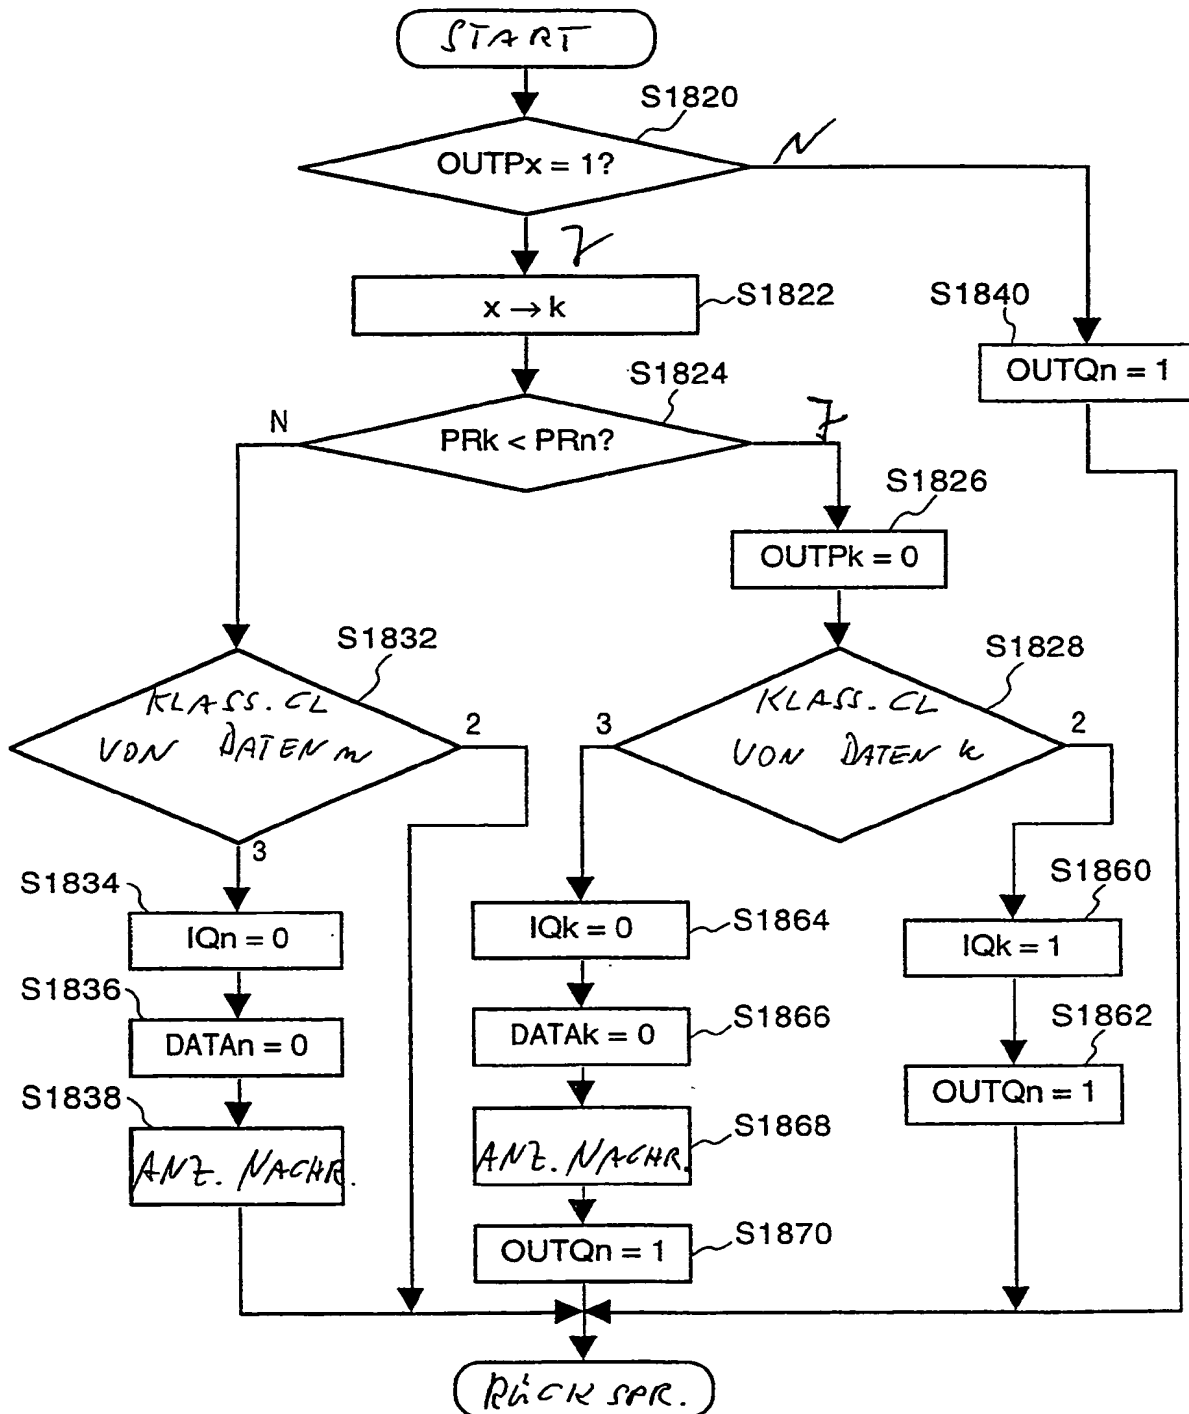 START
S1820
OUTPx = 1?
N
J
x → k
S1822
S1840
OUTQn = 1
S1824
N
PRk < PRn?
J
S1826
OUTPk = 0
S1832
KLASS. CL
VON DATEN n
2
3
S1828
KLASS. CL
VON DATEN k
3
2
S1834
IQn = 0
IQk = 0
S1864
S1860
IQk = 1
S1836
DATAn = 0
DATAk = 0
S1866
S1862
OUTQn = 1
S1838
ANZ. NACHR.
ANZ. NACHR.
S1868
OUTQn = 1
S1870
RÜCKSPR.